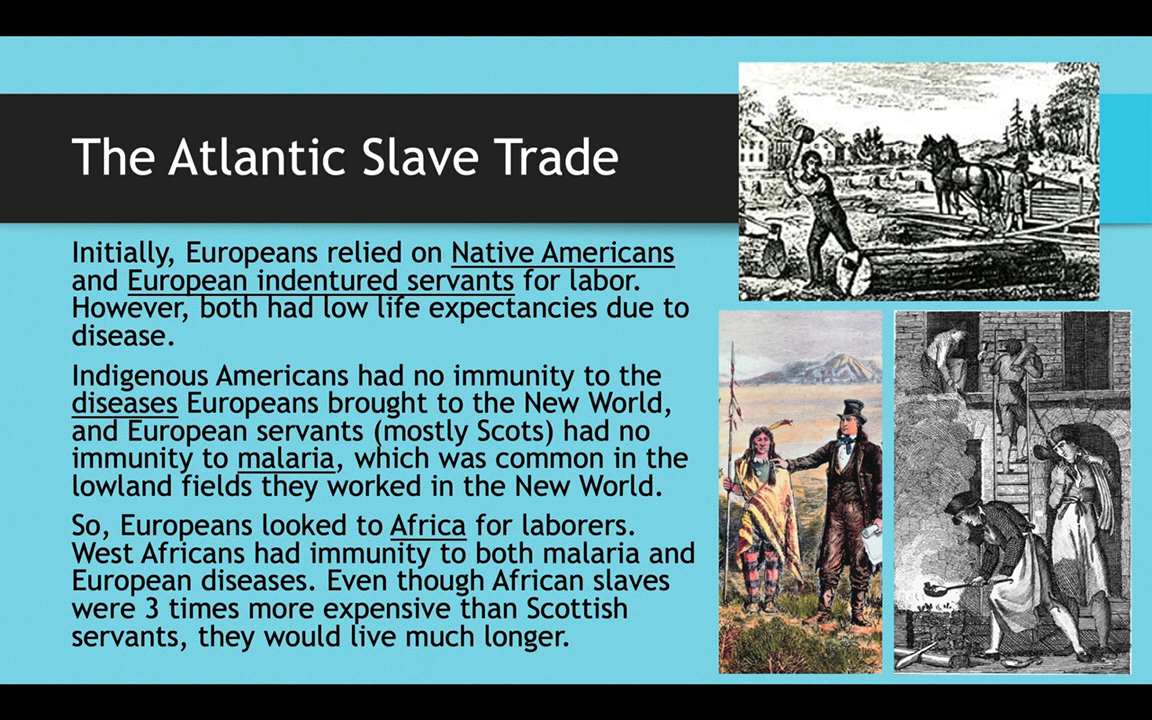 The Atlantic Slave Trade
Initially, Europeans relied on Native Americans
and European indentured servants for labor.
However, both had low life expectancies due to
disease.
Indigenous Americans had no immunity to the
diseases Europeans brought to the New World,
and European servants (mostly Scots) had no
immunity to malaria, which was common in the
lowland fields they worked in the New World.
So, Europeans looked to Africa for laborers.
West Africans had immunity to both malaria and
European diseases. Even though African slaves
were 3 times more expensive than Scottish
servants, they would live much longer.